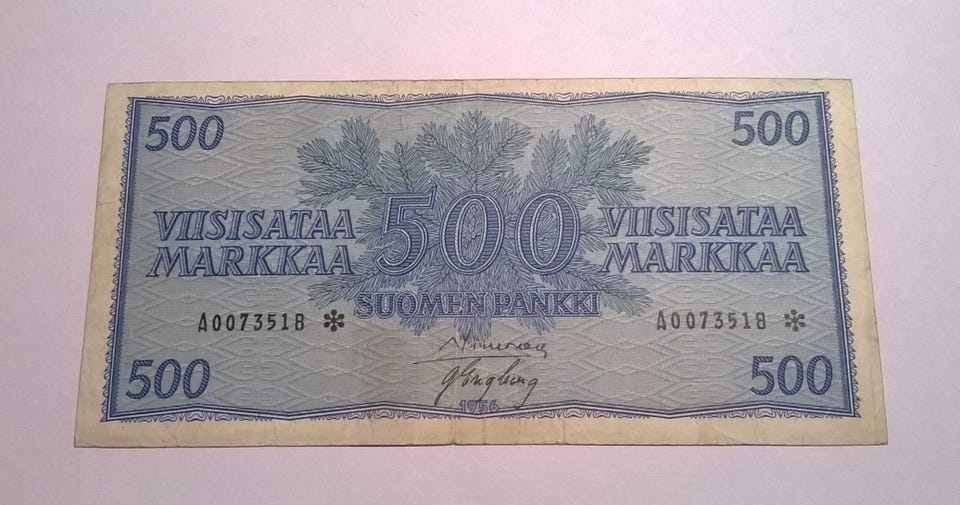 500 500
VIISISATAA MARKKAA
500
VIISISATAA MARKKAA
SUOMEN PANKKI
A0073518 * A0073518 *
1956
500 500